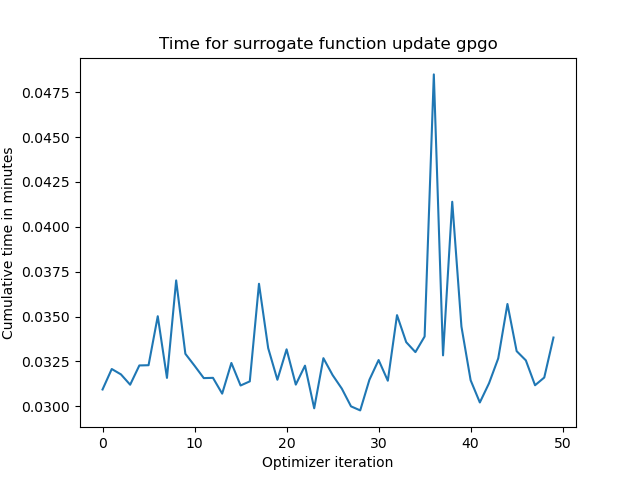 Time for surrogate function update gpgo
Cumulative time in minutes
0.0475
0.0450
0.0425
0.0400
0.0375
0.0350
0.0325
0.0300
0 10 20 30 40 50
Optimizer iteration